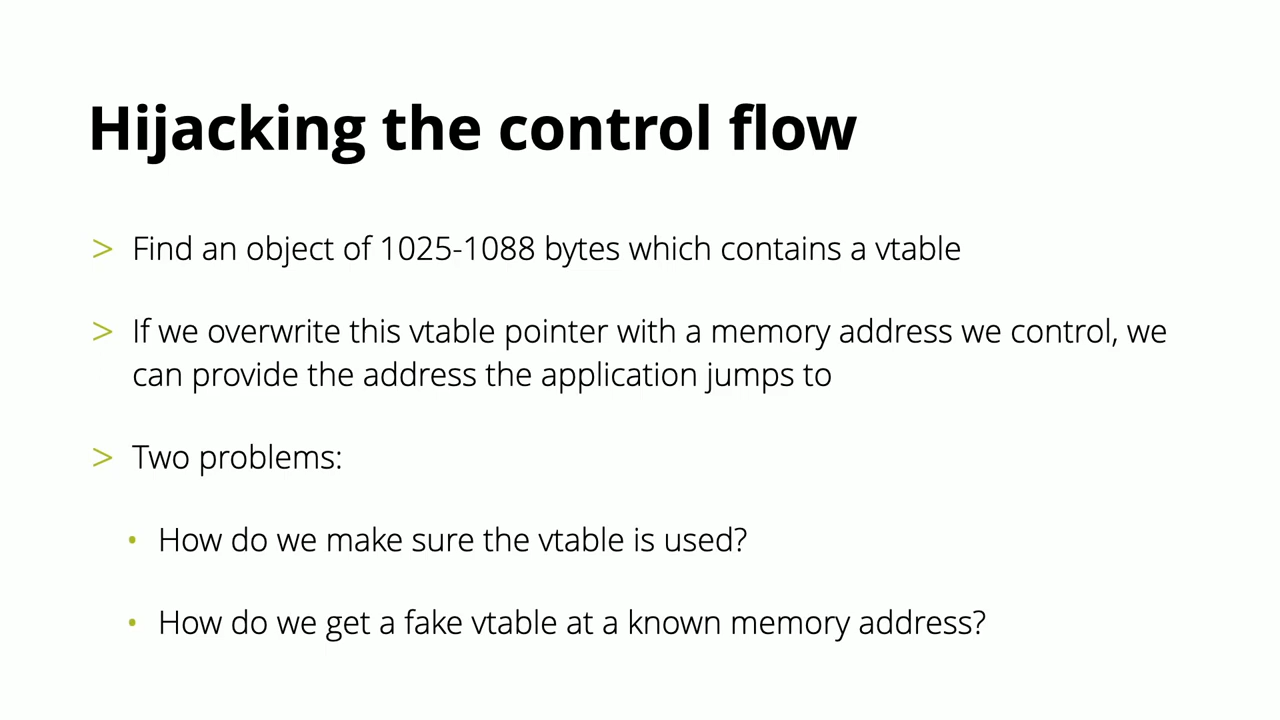 Hijacking the control flow
> Find an object of 1025-1088 bytes which contains a vtable
> If we overwrite this vtable pointer with a memory address we control, we
can provide the address the application jumps to
> Two problems:
• How do we make sure the vtable is used?
• How do we get a fake vtable at a known memory address?